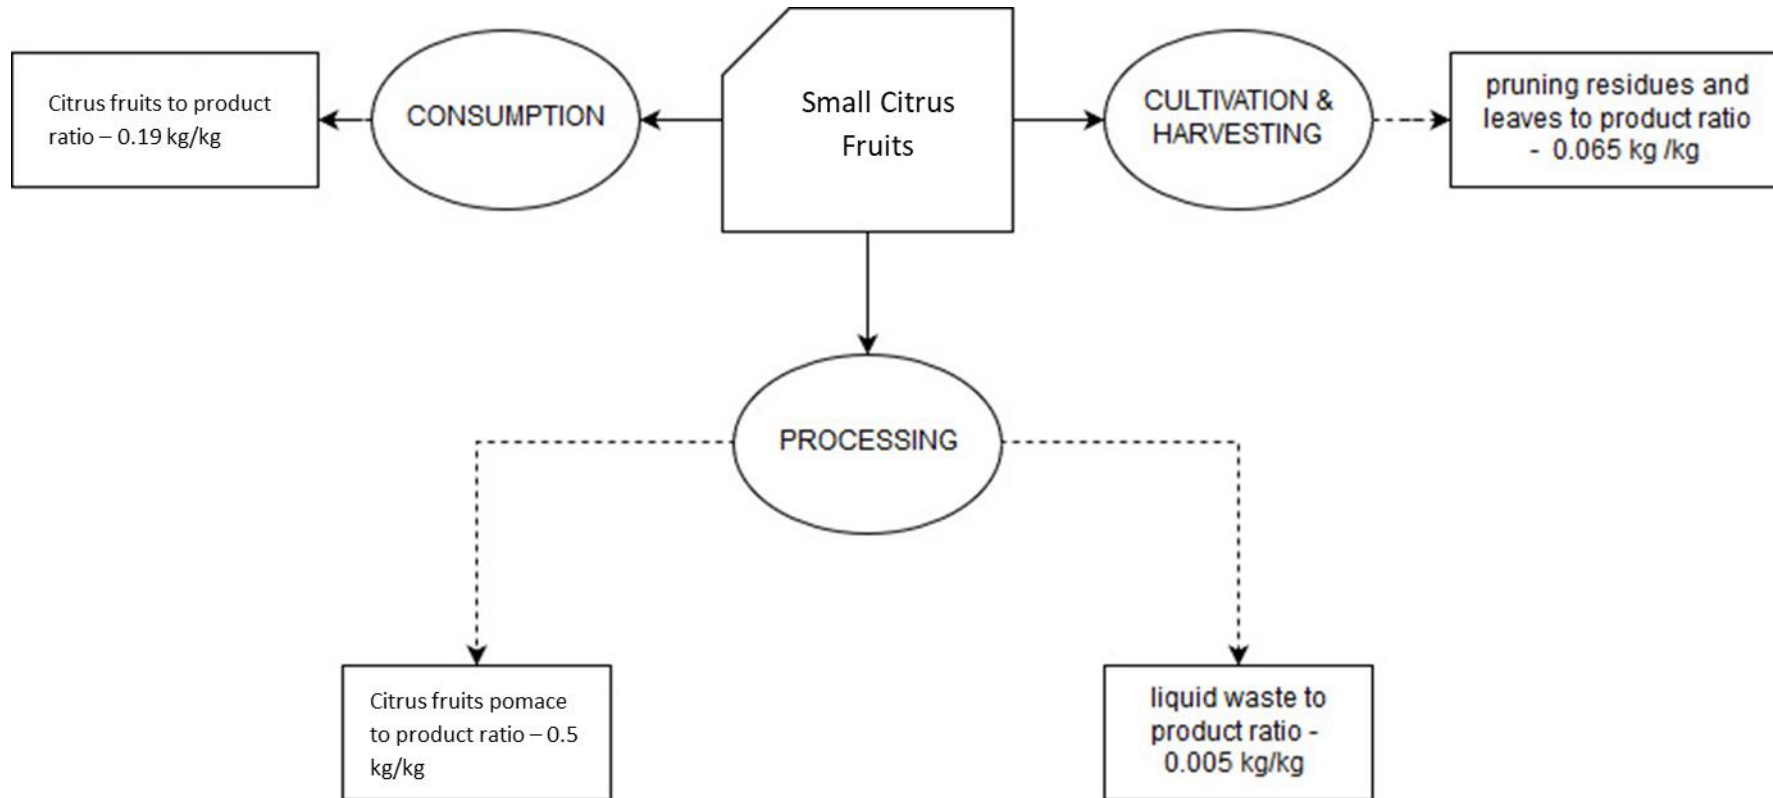 Citrus fruits to product
ratio – 0.19 kg/kg
CONSUMPTION
Small Citrus
Fruits
CULTIVATION &
HARVESTING
pruning residues and
leaves to product ratio
- 0.065 kg /kg
PROCESSING
Citrus fruits pomace
to product ratio – 0.5
kg/kg
liquid waste to
product ratio -
0.005 kg/kg